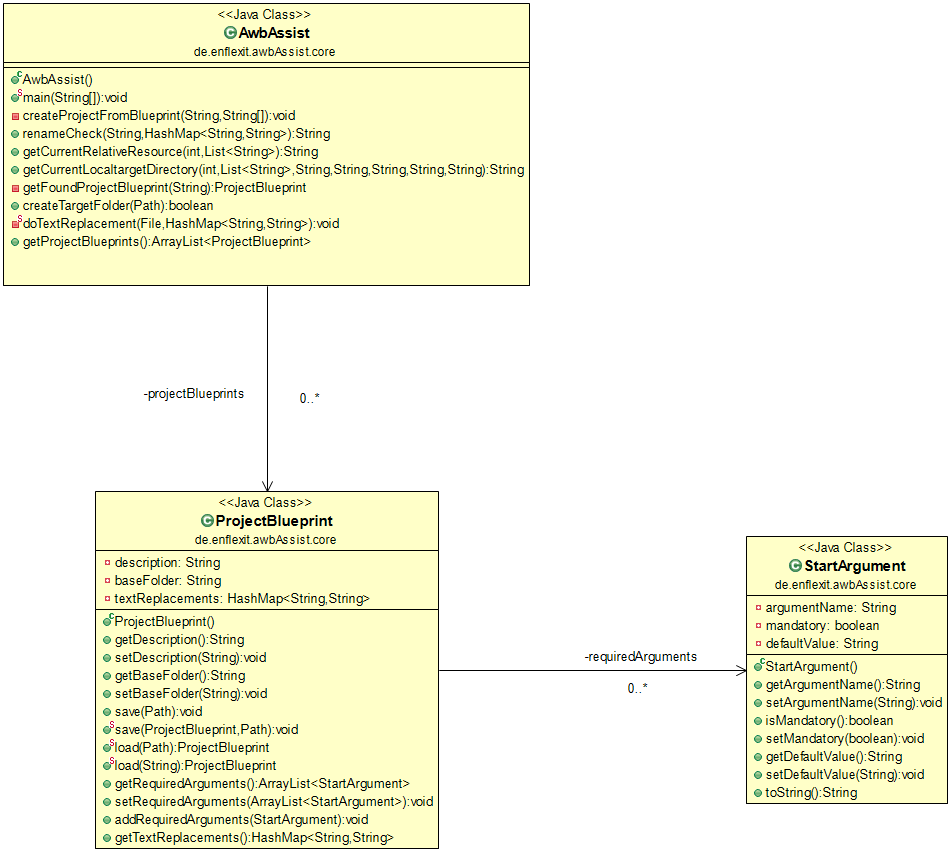 <<Java Class>>
AwbAssist
de.enflexit.awbAssist.core
AwbAssist()
main(String[]):void
createProjectFromBlueprint(String,String[]):void
renameCheck(String,HashMap<String,String>):String
getCurrentRelativeResource(int,List<String>):String
getCurrentLocaltargetDirectory(int,List<String>,String,String,String,String,String):String
getFoundProjectBlueprint(String):ProjectBlueprint
createTargetFolder(Path):boolean
doTextReplacement(File,HashMap<String,String>):void
getProjectBlueprints():ArrayList<ProjectBlueprint>
-projectBlueprints
0..*
<<Java Class>>
ProjectBlueprint
de.enflexit.awbAssist.core
description: String
baseFolder: String
textReplacements: HashMap<String,String>
ProjectBlueprint()
getDescription():String
setDescription(String):void
getBaseFolder():String
setBaseFolder(String):void
save(Path):void
save(ProjectBlueprint,Path):void
load(Path):ProjectBlueprint
load(String):ProjectBlueprint
getRequiredArguments():ArrayList<StartArgument>
setRequiredArguments(ArrayList<StartArgument>):void
addRequiredArguments(StartArgument):void
getTextReplacements():HashMap<String,String>
-requiredArguments
0..*
<<Java Class>>
StartArgument
de.enflexit.awbAssist.core
argumentName: String
mandatory: boolean
defaultValue: String
StartArgument()
getArgumentName():String
setArgumentName(String):void
isMandatory():boolean
setMandatory(boolean):void
getDefaultValue():String
setDefaultValue(String):void
toString():String